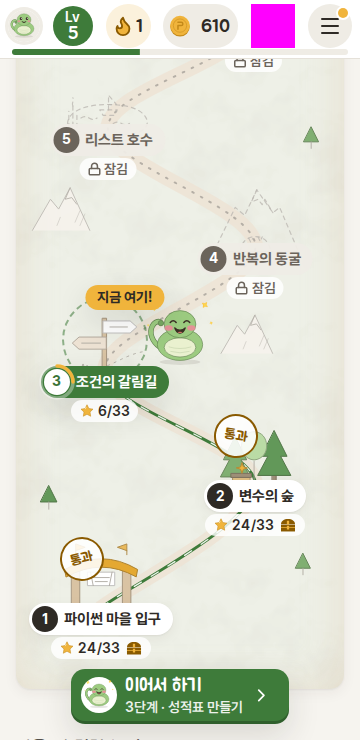 Lv
5
1
P
610
잠김
5 리스트 호수
잠김
4 반복의 동굴
잠김
지금 여기!
3 조건의 갈림길
6/33
통과
2 변수의 숲
24/33
통과
1 파이썬 마을 입구
24/33
이어서 하기
3단계 · 성적표 만들기